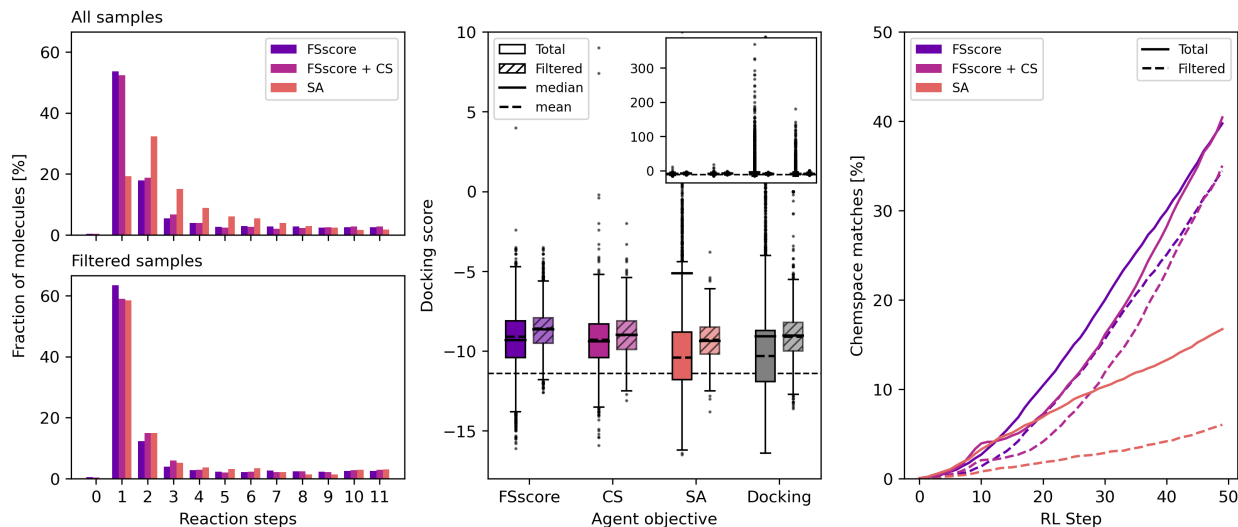 All samples
60
40
20
0
Fraction of molecules [%]
FSscore
FSscore + CS
SA
Filtered samples
60
40
20
0
0 1 2 3 4 5 6 7 8 9 10 11
Reaction steps
10
5
0
−5
−10
−15
Docking score
Total
Filtered
median
mean
300
200
100
0
FSscore CS SA Docking
Agent objective
50
40
30
20
10
0
Chemspace matches [%]
FSscore
FSscore + CS
SA
Total
Filtered
0 10 20 30 40 50
RL Step